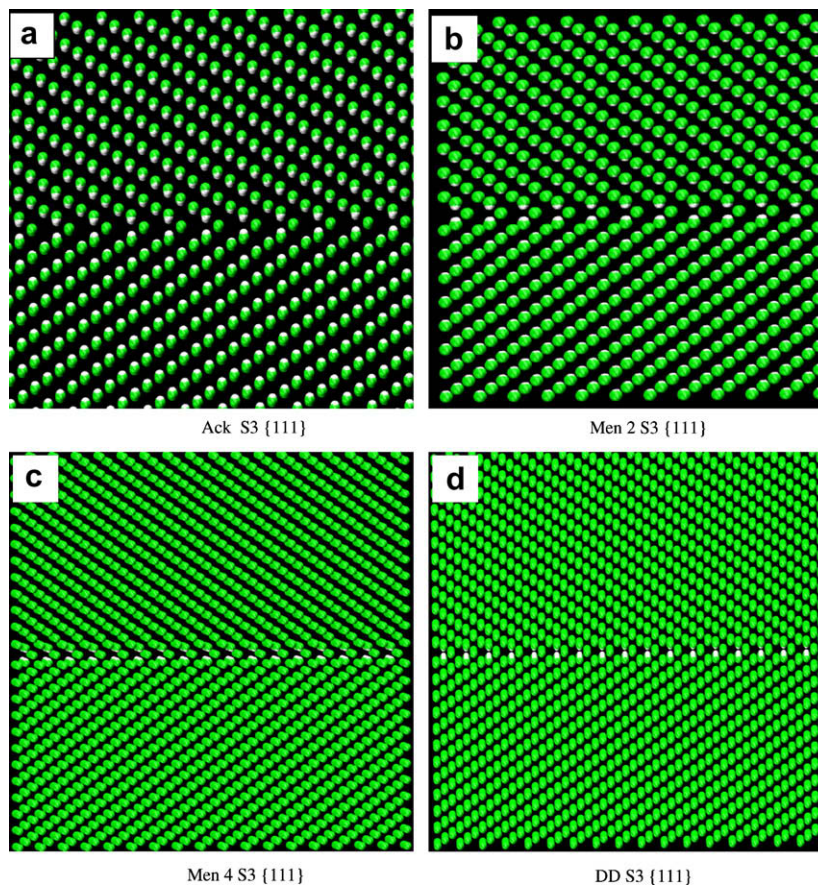 a
b
Ack S3 {111}
Men 2 S3 {111}
c
d
Men 4 S3 {111}
DD S3 {111}